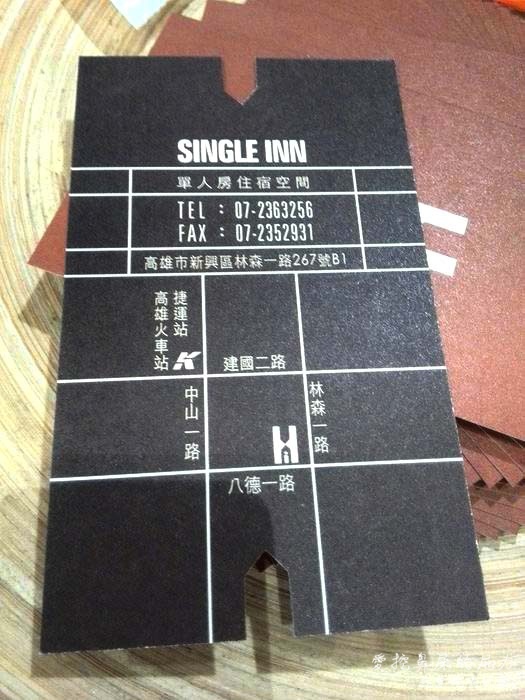 SINGLE INN
單人房住宿空間
TEL：07-2363256
FAX：07-2352931
高雄市新興區林森一路267號B1
捷運站
高雄火車站
建國二路
中山一路
林森一路
八德一路